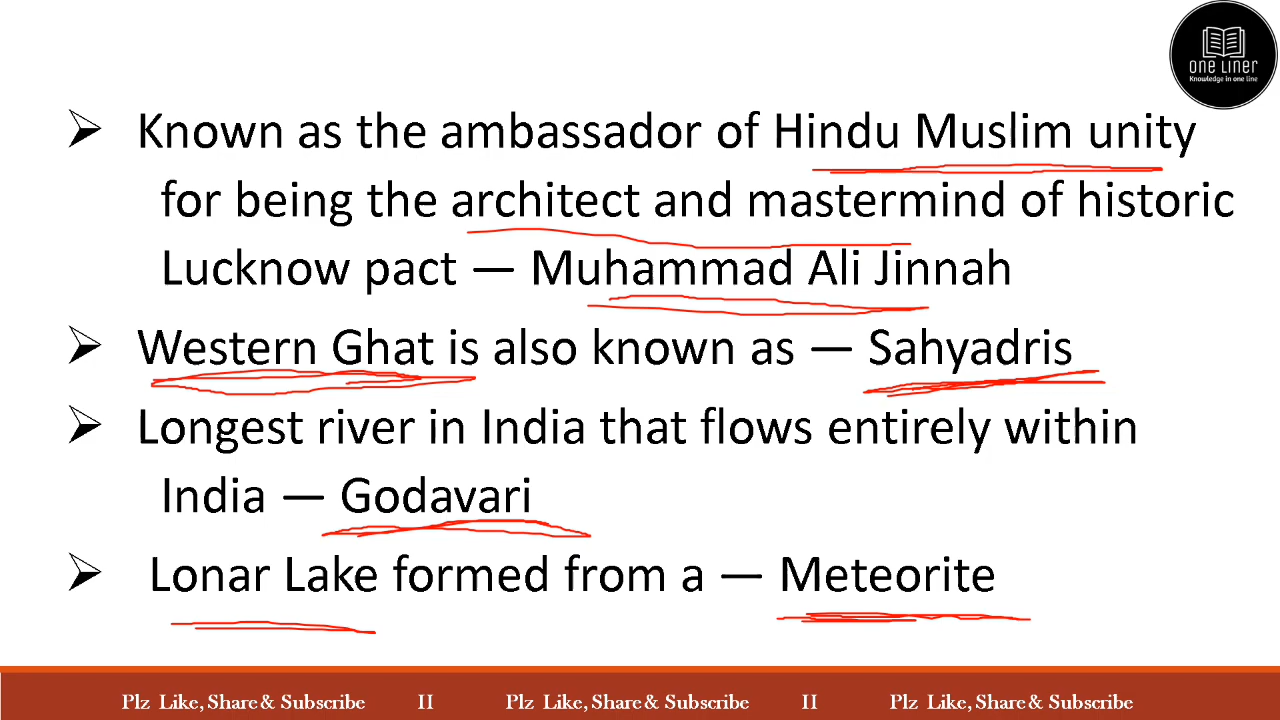 ONE LINER
Knowledge in one line
➢ Known as the ambassador of Hindu Muslim unity
for being the architect and mastermind of historic
Lucknow pact — Muhammad Ali Jinnah
➢ Western Ghat is also known as — Sahyadris
➢ Longest river in India that flows entirely within
India — Godavari
➢ Lonar Lake formed from a — Meteorite
Plz Like, Share & Subscribe II Plz Like, Share & Subscribe II Plz Like, Share & Subscribe